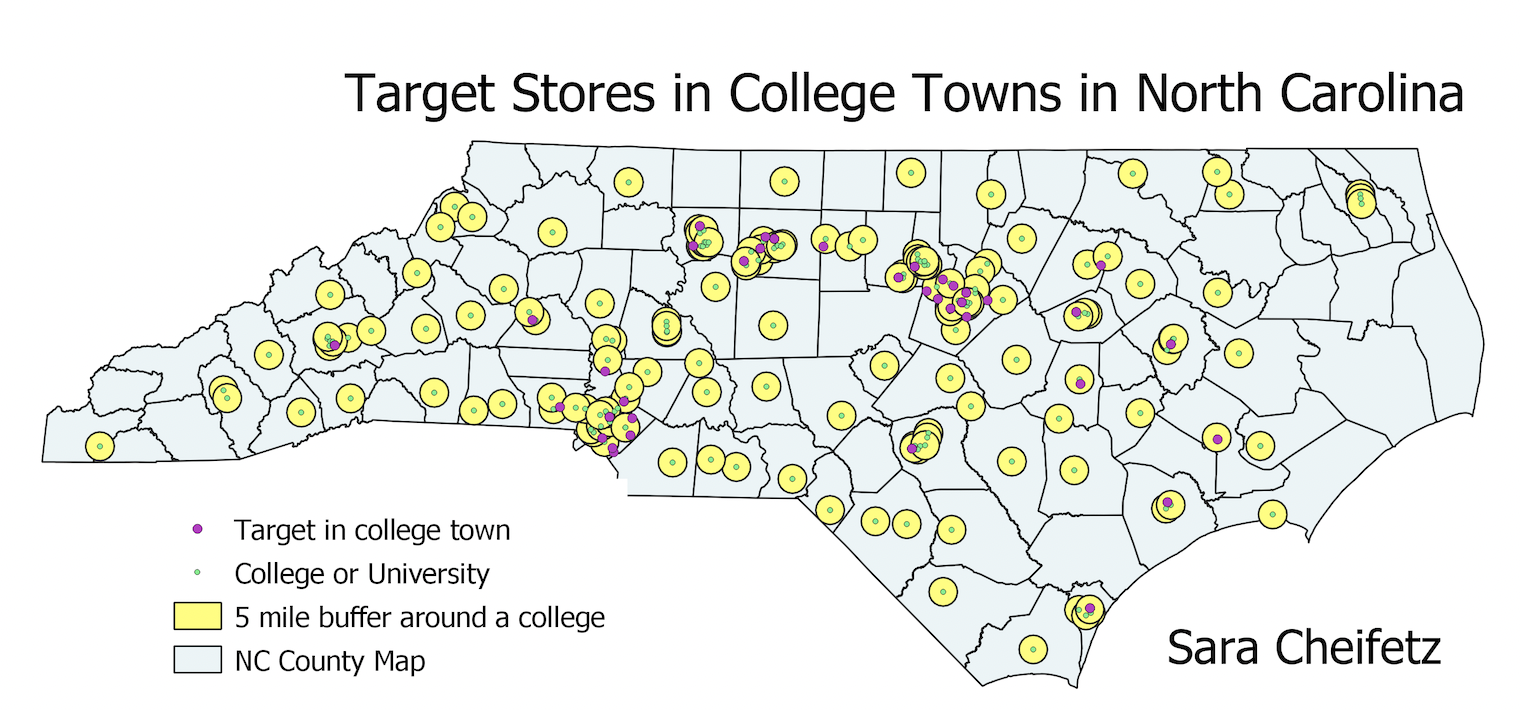 Target Stores in College Towns in North Carolina
Target in college town
College or University
5 mile buffer around a college
NC County Map
Sara Cheifetz